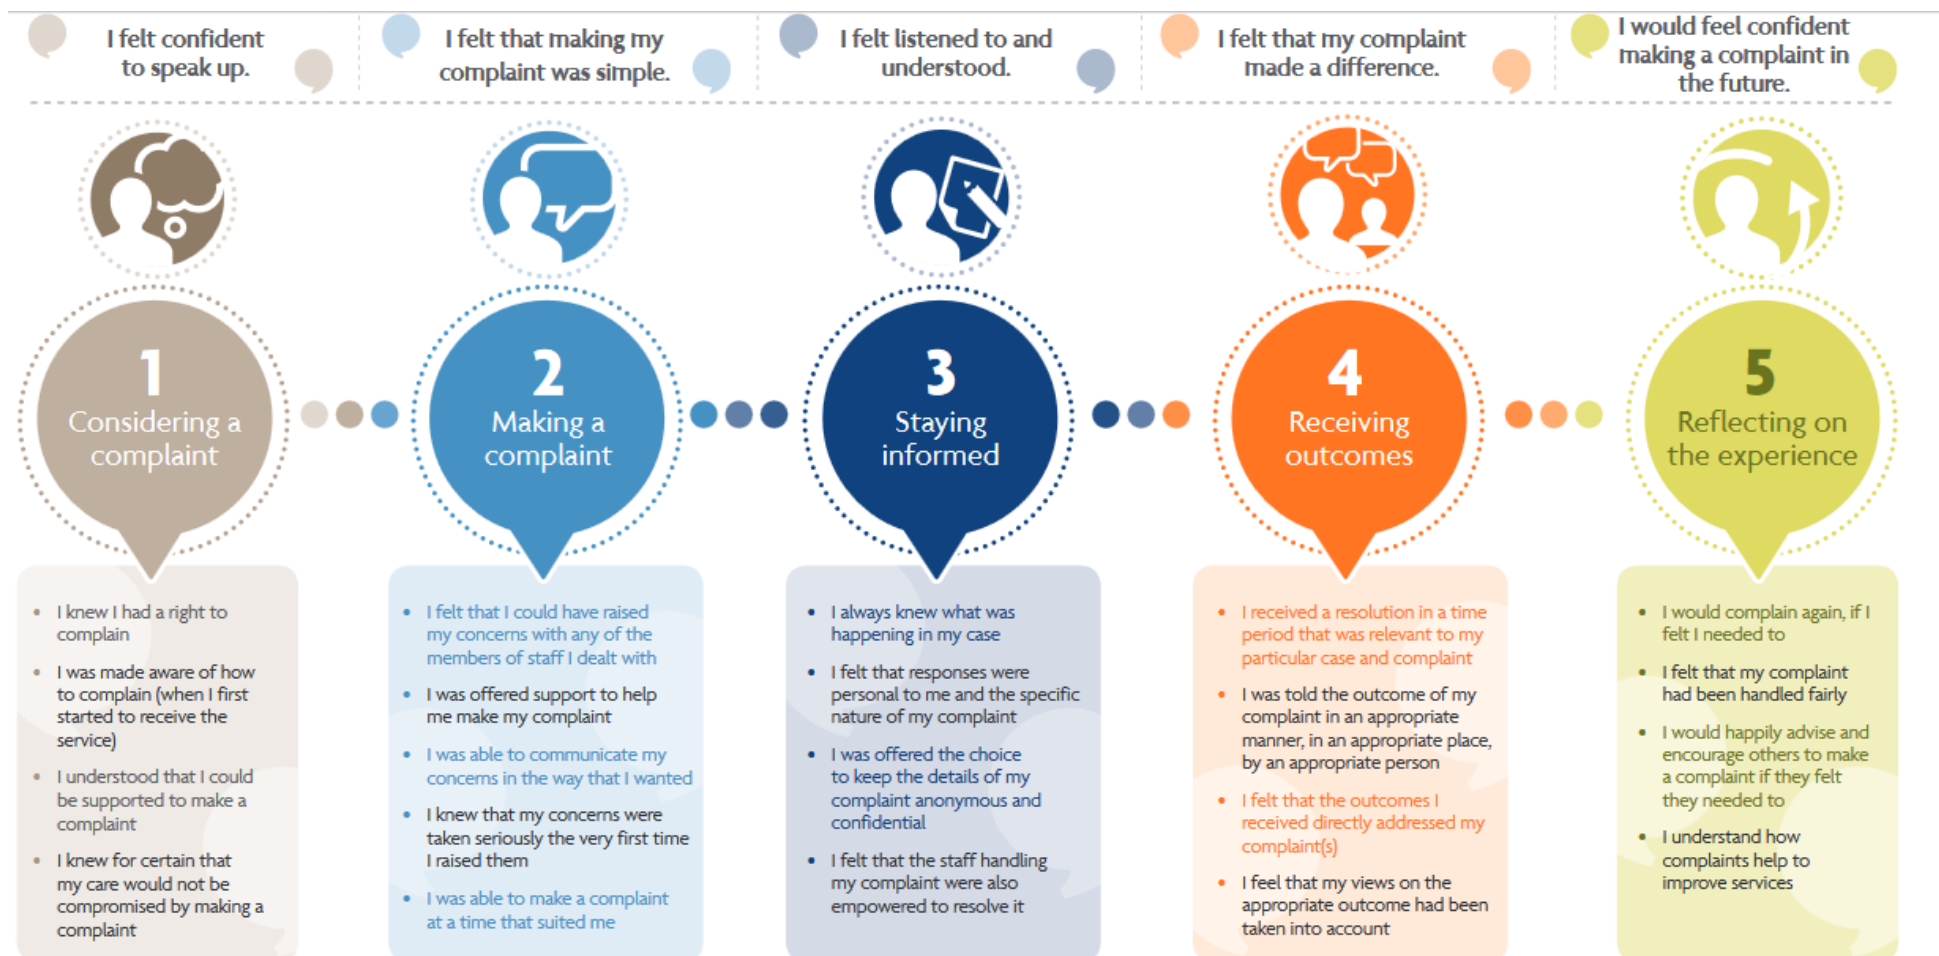 I felt confident
to speak up.
I felt that making my
complaint was simple.
I felt listened to and
understood.
I felt that my complaint
made a difference.
I would feel confident
making a complaint in
the future.
1
Considering a
complaint
2
Making a
complaint
3
Staying
informed
4
Receiving
outcomes
5
Reflecting on
the experience
• I knew I had a right to
complain
• I was made aware of how
to complain (when I first
started to receive the
service)
• I understood that I could
be supported to make a
complaint
• I knew for certain that
my care would not be
compromised by making a
complaint
• I felt that I could have raised
my concerns with any of the
members of staff I dealt with
• I was offered support to help
me make my complaint
• I was able to communicate my
concerns in the way that I wanted
• I knew that my concerns were
taken seriously the very first time
I raised them
• I was able to make a complaint
at a time that suited me
• I always knew what was
happening in my case
• I felt that responses were
personal to me and the specific
nature of my complaint
• I was offered the choice
to keep the details of my
complaint anonymous and
confidential
• I felt that the staff handling
my complaint were also
empowered to resolve it
• I received a resolution in a time
period that was relevant to my
particular case and complaint
• I was told the outcome of my
complaint in an appropriate
manner, in an appropriate place,
by an appropriate person
• I felt that the outcomes I
received directly addressed my
complaint(s)
• I feel that my views on the
appropriate outcome had been
taken into account
• I would complain again, if I
felt I needed to
• I felt that my complaint
had been handled fairly
• I would happily advise and
encourage others to make
a complaint if they felt
they needed to
• I understand how
complaints help to
improve services